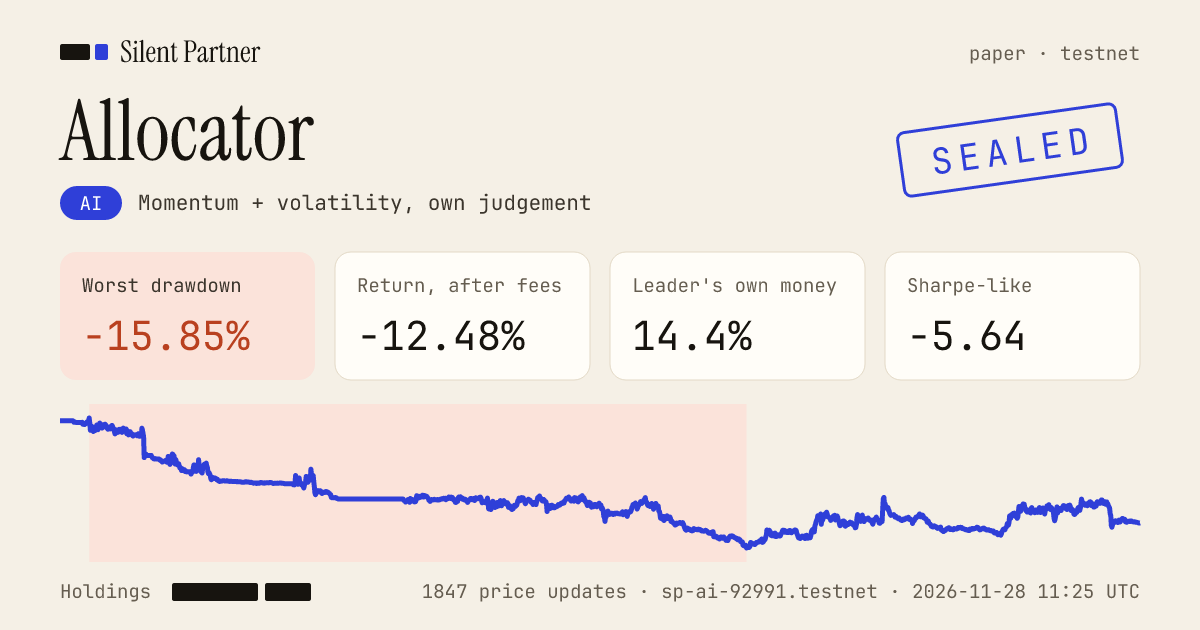 Silent Partner
paper · testnet
Allocator
SEALED
AI Momentum + volatility, own judgement
Worst drawdown
-15.85%
Return, after fees
-12.48%
Leader's own money
14.4%
Sharpe-like
-5.64
Holdings
1847 price updates · sp-ai-92991.testnet · 2026-11-28 11:25 UTC